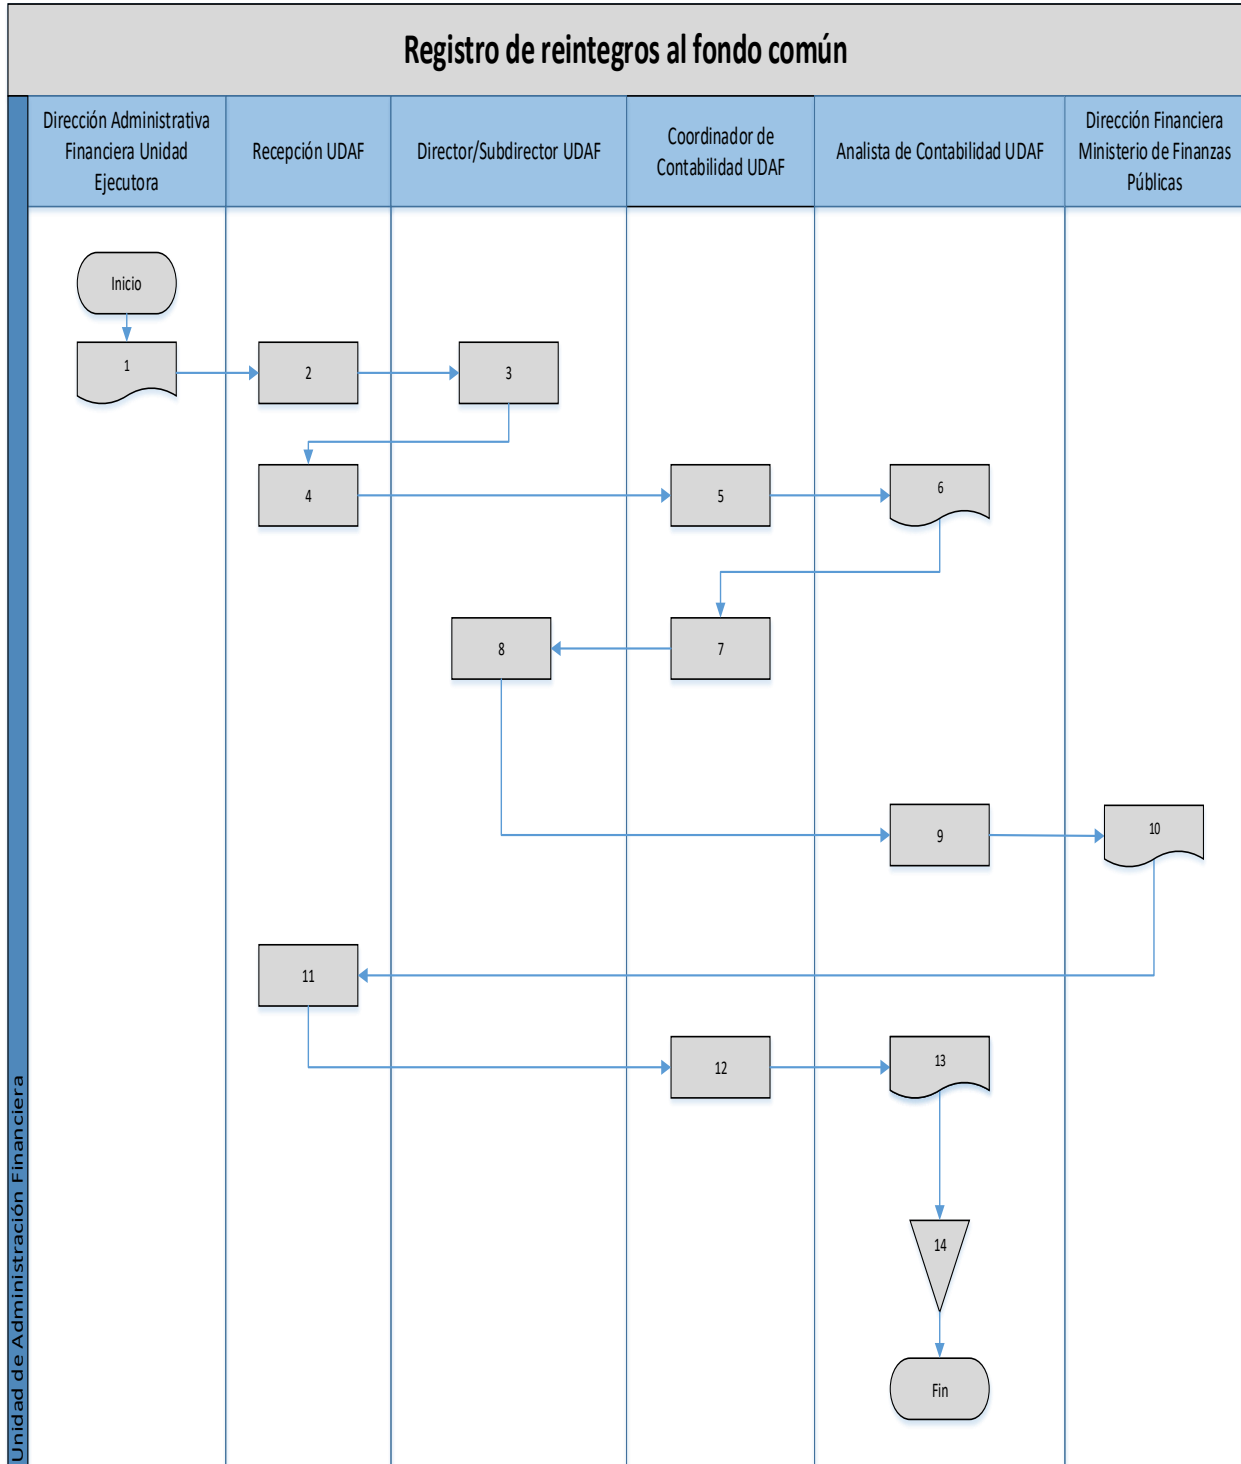 Registro de reintegros al fondo común
Dirección Administrativa
Financiera Unidad
Ejecutora
Recepción UDAF
Director/Subdirector UDAF
Coordinador de
Contabilidad UDAF
Analista de Contabilidad UDAF
Dirección Financiera
Ministerio de Finanzas
Públicas
Inicio
1
2
3
4
5
6
7
8
9
10
11
12
13
14
Fin
Unidad de Administración Financiera